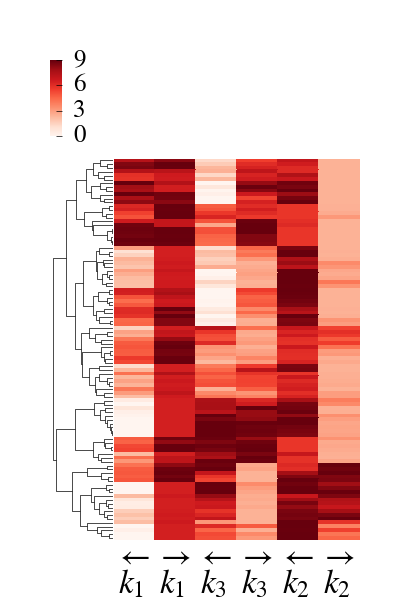 9
6
3
0
← → ← → ← →
k₁ k₁ k₃ k₃ k₂ k₂